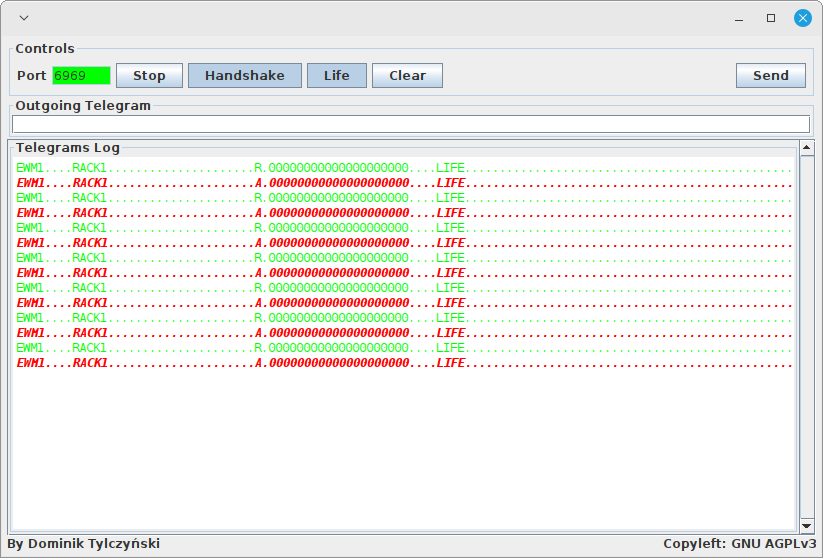 Controls
Port 6969 Stop Handshake Life Clear Send
Outgoing Telegram
Telegrams Log
EWM1....RACK1.....................R.00000000000000000000....LIFE...............................................
EWM1....RACK1.....................A.00000000000000000000....LIFE...............................................
EWM1....RACK1.....................R.00000000000000000000....LIFE...............................................
EWM1....RACK1.....................A.00000000000000000000....LIFE...............................................
EWM1....RACK1.....................R.00000000000000000000....LIFE...............................................
EWM1....RACK1.....................A.00000000000000000000....LIFE...............................................
EWM1....RACK1.....................R.00000000000000000000....LIFE...............................................
EWM1....RACK1.....................A.00000000000000000000....LIFE...............................................
EWM1....RACK1.....................R.00000000000000000000....LIFE...............................................
EWM1....RACK1.....................A.00000000000000000000....LIFE...............................................
EWM1....RACK1.....................R.00000000000000000000....LIFE...............................................
EWM1....RACK1.....................A.00000000000000000000....LIFE...............................................
EWM1....RACK1.....................R.00000000000000000000....LIFE...............................................
EWM1....RACK1.....................A.00000000000000000000....LIFE...............................................
By Dominik Tylczyński Copyleft: GNU AGPLv3